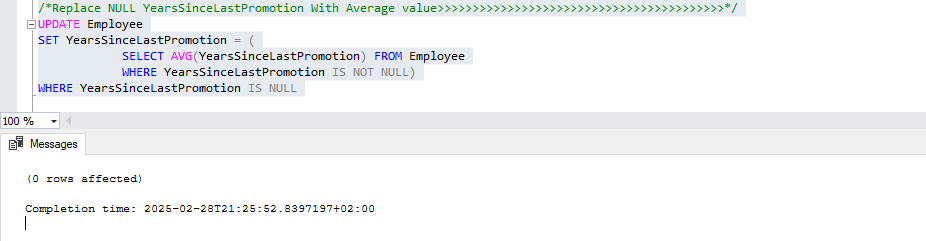 /*Replace NULL YearsSinceLastPromotion With Average value>>>>>>>>>>>>>>>>>>>>>>>>>>>>>>>>>>>>>>>>>*/
UPDATE Employee
SET YearsSinceLastPromotion = (
SELECT AVG(YearsSinceLastPromotion) FROM Employee
WHERE YearsSinceLastPromotion IS NOT NULL)
WHERE YearsSinceLastPromotion IS NULL
100 %
Messages
(0 rows affected)
Completion time: 2025-02-28T21:25:52.8397197+02:00